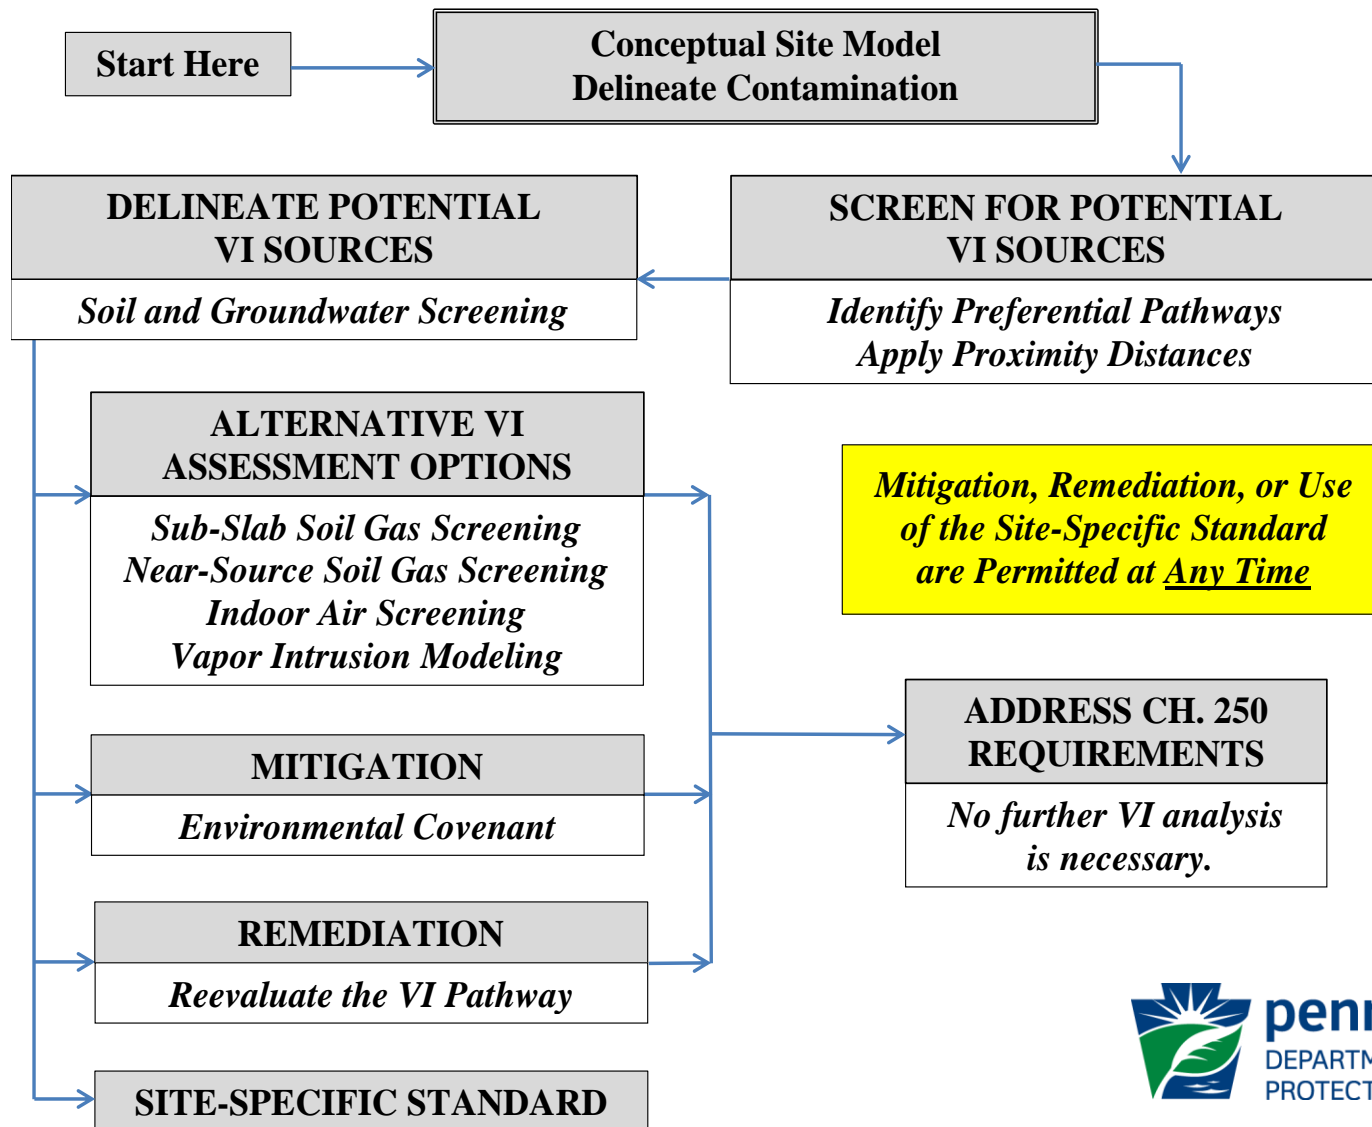 Start Here
Conceptual Site Model
Delineate Contamination
DELINEATE POTENTIAL
VI SOURCES
Soil and Groundwater Screening
SCREEN FOR POTENTIAL
VI SOURCES
Identify Preferential Pathways
Apply Proximity Distances
ALTERNATIVE VI
ASSESSMENT OPTIONS
Sub-Slab Soil Gas Screening
Near-Source Soil Gas Screening
Indoor Air Screening
Vapor Intrusion Modeling
Mitigation, Remediation, or Use
of the Site-Specific Standard
are Permitted at Any Time
MITIGATION
Environmental Covenant
ADDRESS CH. 250
REQUIREMENTS
No further VI analysis
is necessary.
REMEDIATION
Reevaluate the VI Pathway
SITE-SPECIFIC STANDARD